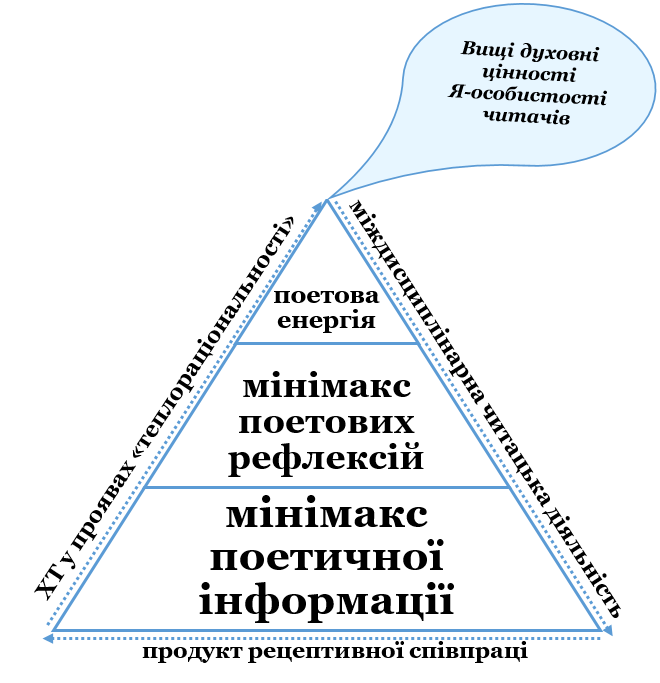 Вищі духовні
цінності
Я-особистості
читачів
ХТ у проявах «теплораціональності»
міждисциплінарна читацька діяльність
поетова
енергія
мінімакс
поетових
рефлексій
мінімакс
поетичної
інформації
продукт рецептивної співпраці